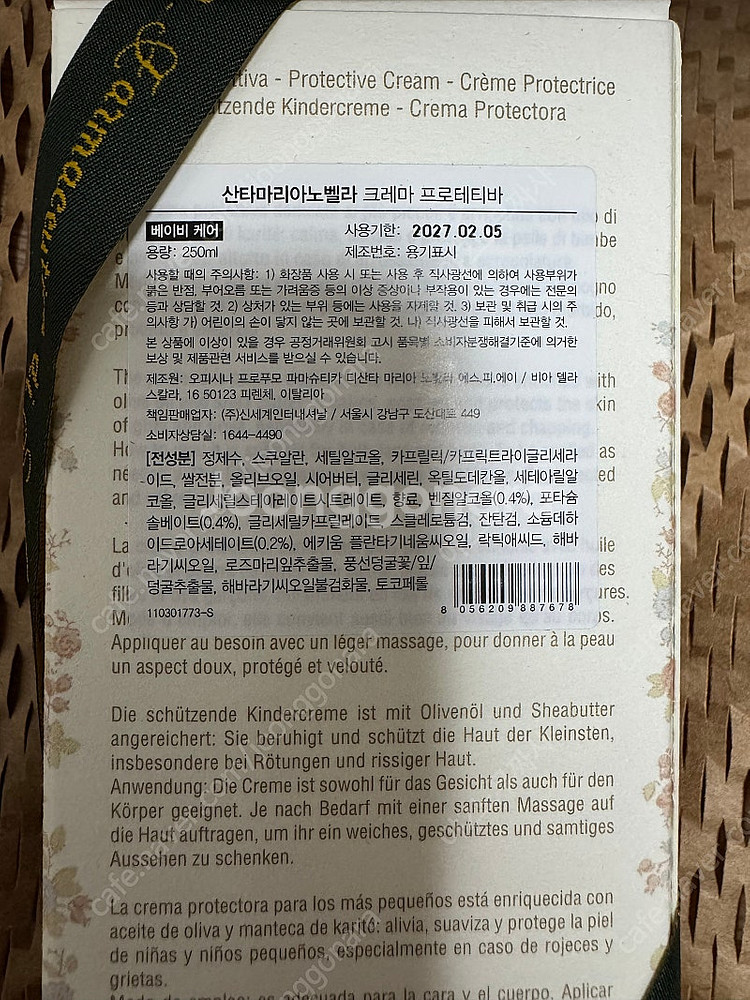 Farmaceutica
ttiva - Protective Cream - Crème Protectrice
tzende Kindercreme - Crema Protectora
산타마리아노벨라 크레마 프로테티바
베이비 케어 사용기한: 2027.02.05
용량: 250ml 제조번호: 용기표시
사용할 때의 주의사항: 1) 화장품 사용 시 또는 사용 후 직사광선에 의하여 사용부위가
붉은 반점, 부어오름 또는 가려움증 등의 이상 증상이나 부작용이 있는 경우에는 전문의
등과 상담할 것. 2) 상처가 있는 부위 등에는 사용을 자제할 것. 3) 보관 및 취급 시의 주
의사항 가) 어린이의 손이 닿지 않는 곳에 보관할 것. 나) 직사광선을 피해서 보관할 것.
본 상품에 이상이 있을 경우 공정거래위원회 고시 품목별 소비자분쟁해결기준에 의거한
보상 및 제품관련 서비스를 받으실 수 있습니다.
제조원: 오피시나 프로푸모 파마슈티카 디산타 마리아 노벨라 에스.피.에이 / 비아 델라
스칼라, 16 50123 피렌체, 이탈리아
책임판매업자: (주)신세계인터내셔날 / 서울시 강남구 도산대로 449
소비자상담실: 1644-4490
[전성분] 정제수, 스쿠알란, 세틸알코올, 카프릴릭/카프릭트라이글리세라
이드, 쌀전분, 올리브오일, 시어버터, 글리세린, 옥틸도데칸올, 세테아릴알
코올, 글리세릴스테아레이트시트레이트, 향료, 벤질알코올(0.4%), 포타슘
솔베이트(0.4%), 글리세릴카프릴레이트, 스클레로튬검, 잔탄검, 소듐데하
이드로아세테이트(0.2%), 에키움 플란타기네움씨오일, 락틱애씨드, 해바
라기씨오일, 로즈마리잎추출물, 풍선덩굴꽃/잎/
덩굴추출물, 해바라기씨오일불검화물, 토코페롤
110301773-S
8 056209 887678
Appliquer au besoin avec un léger massage, pour donner à la peau
un aspect doux, protégé et velouté.
Die schützende Kindercreme ist mit Olivenöl und Sheabutter
angereichert: Sie beruhigt und schützt die Haut der Kleinsten,
insbesondere bei Rötungen und rissiger Haut.
Anwendung: Die Creme ist sowohl für das Gesicht als auch für den
Körper geeignet. Je nach Bedarf mit einer sanften Massage auf
die Haut auftragen, um ihr ein weiches, geschütztes und samtiges
Aussehen zu schenken.
La crema protectora para los más pequeños está enriquecida con
aceite de oliva y manteca de karité: alivia, suaviza y protege la piel
de niñas y niños pequeños, especialmente en caso de rojeces y
grietas.
Modo de empleo: es adecuada para la cara y el cuerpo. Aplicar